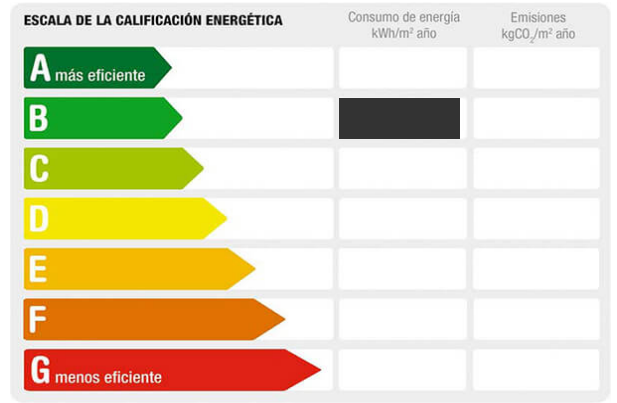 ESCALA DE LA CALIFICACIÓN ENERGÉTICA
Consumo de energía
kWh/m² año
Emisiones
kgCO₂/m² año
A más eficiente
B
C
D
E
F
G menos eficiente